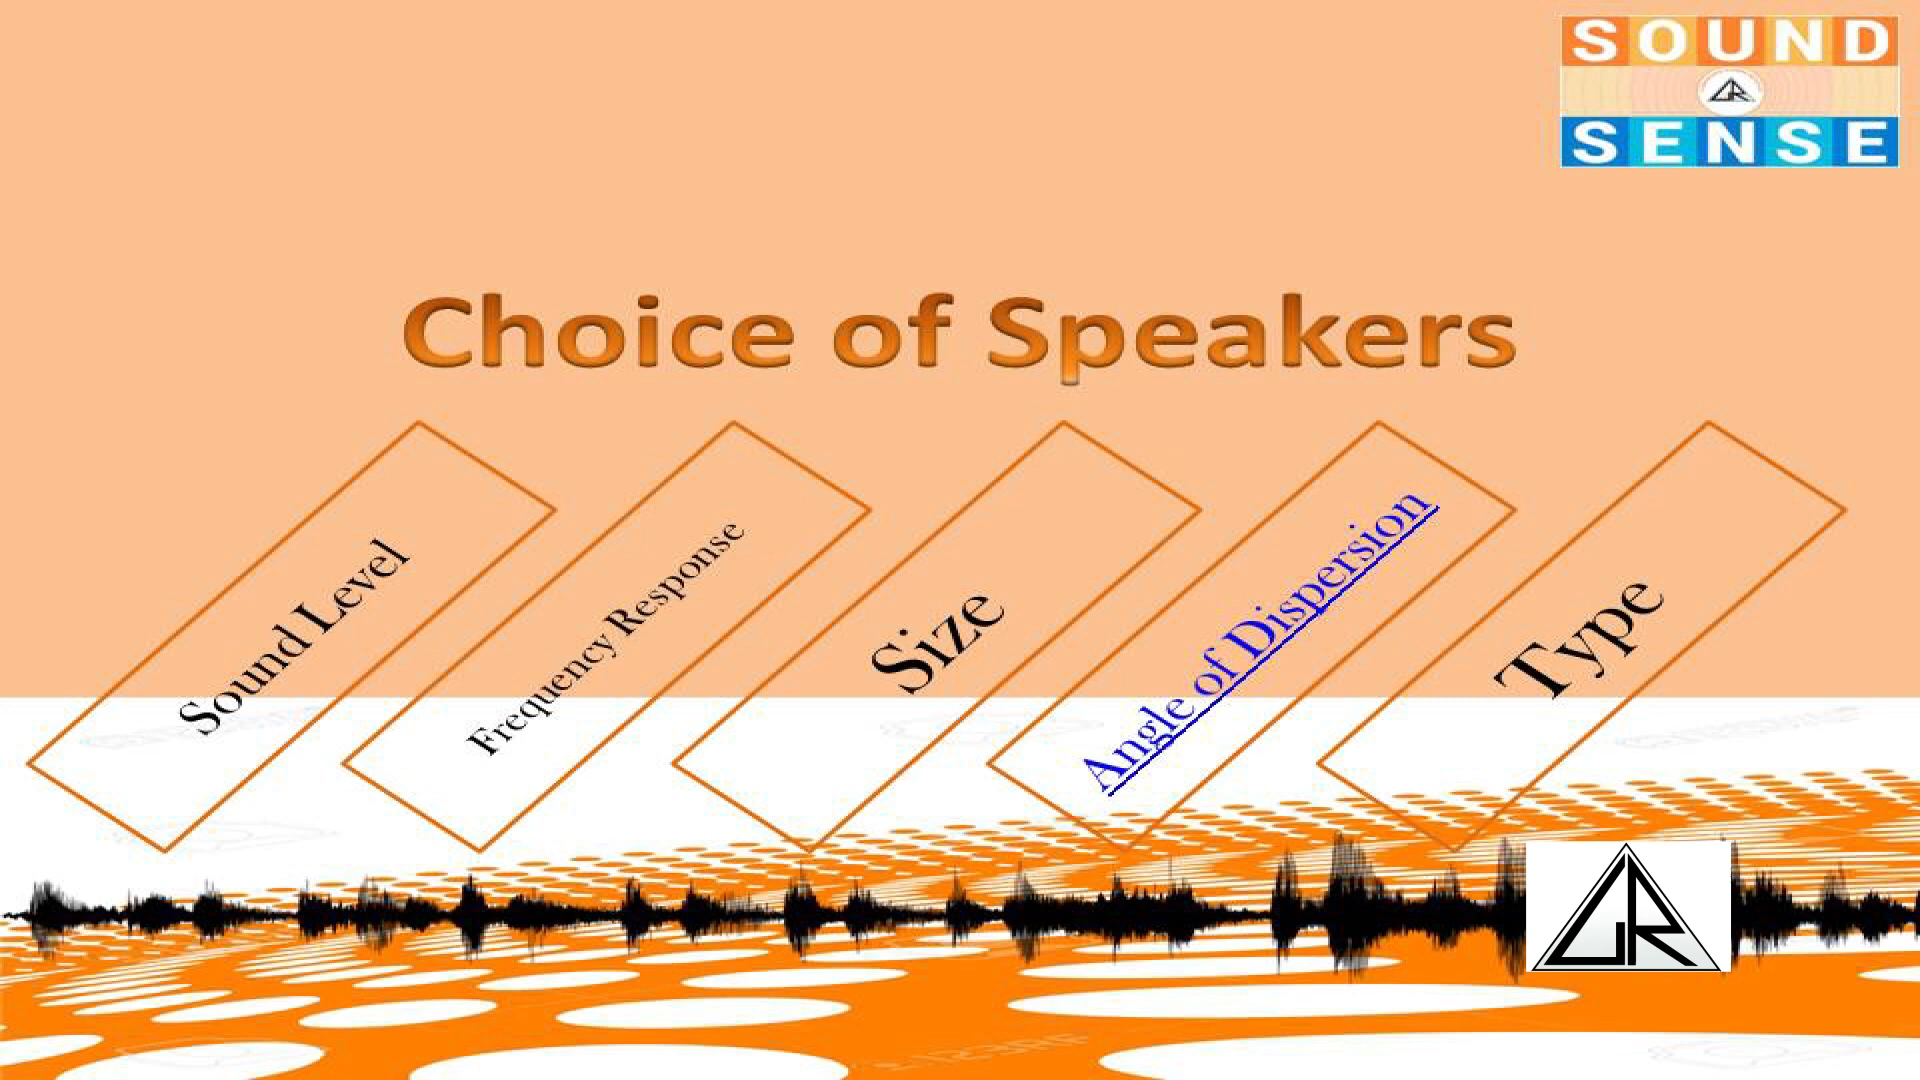 SOUND
SENSE
Choice of Speakers
Sound Level
Frequency Response
Size
Angle of Dispersion
Type